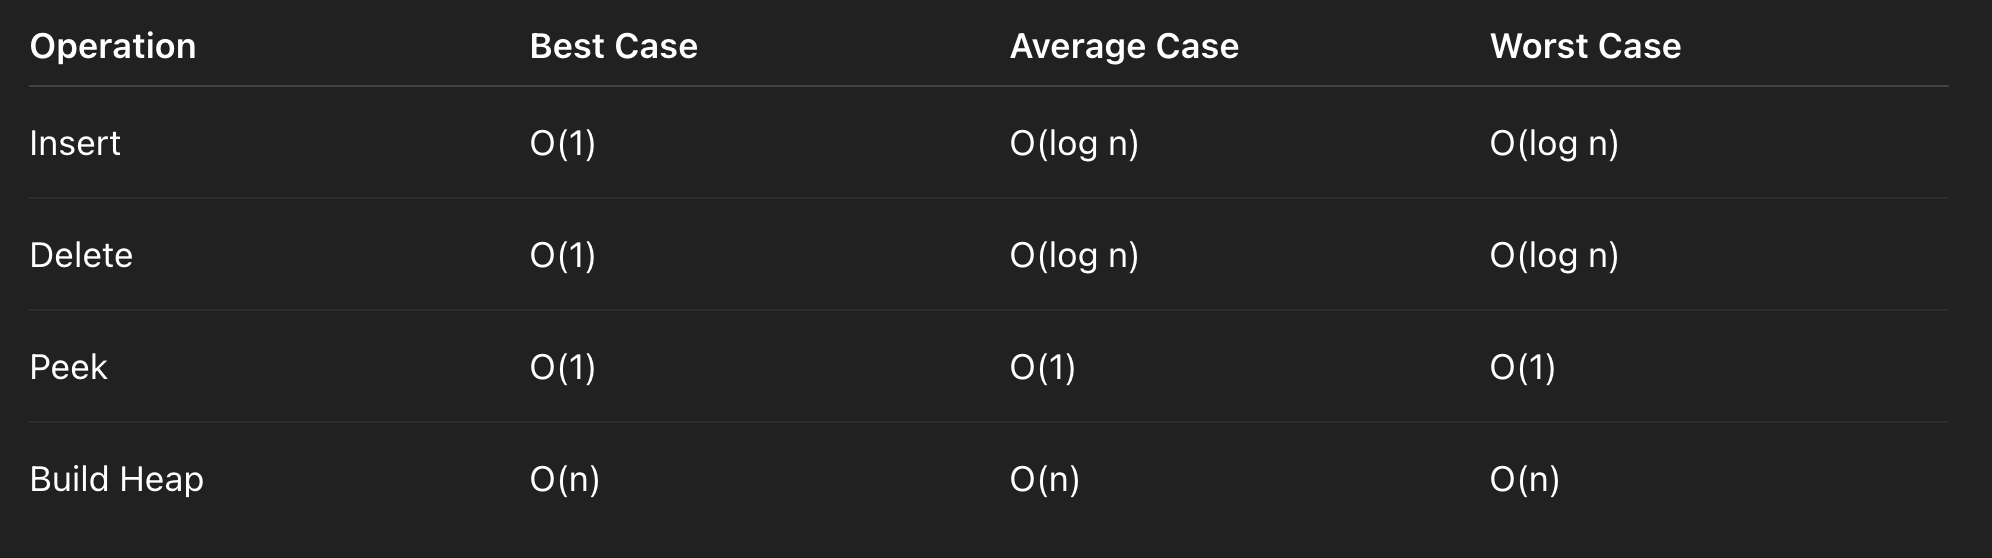 Operation Best Case Average Case Worst Case
Insert O(1) O(log n) O(log n)
Delete O(1) O(log n) O(log n)
Peek O(1) O(1) O(1)
Build Heap O(n) O(n) O(n)